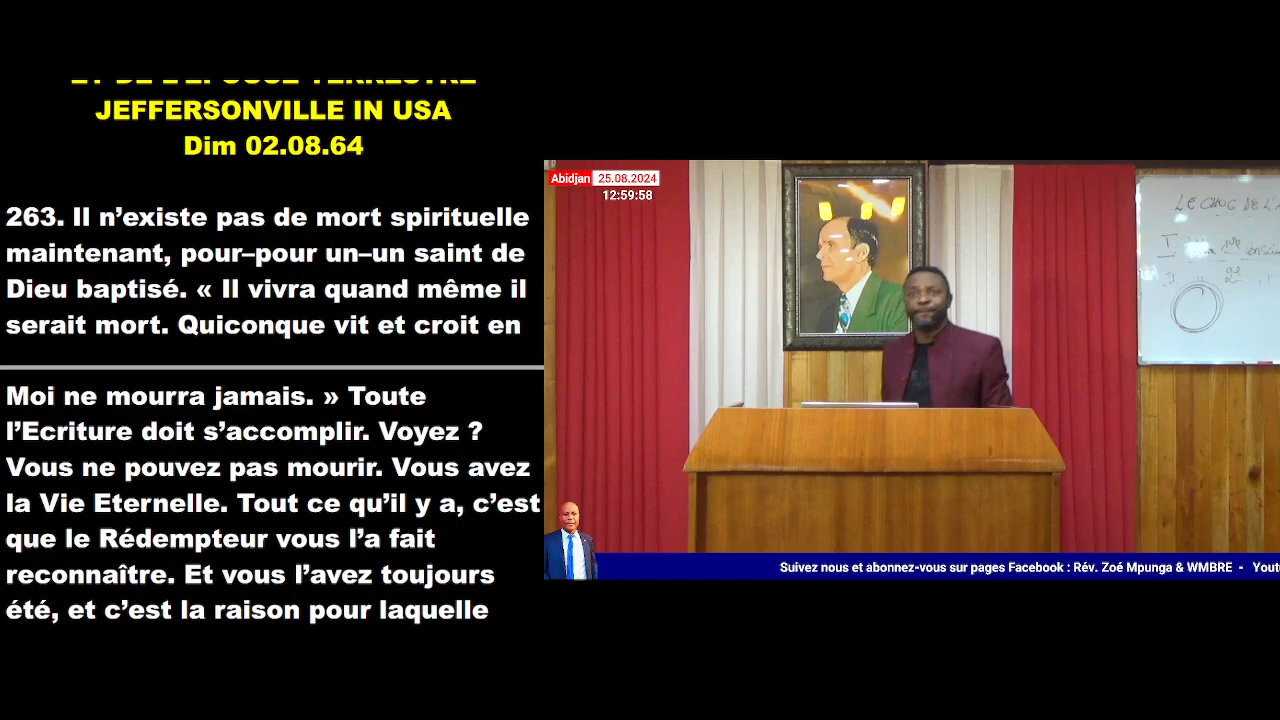 JEFFERSONVILLE IN USA
Dim 02.08.64
263. Il n’existe pas de mort spirituelle
maintenant, pour–pour un–un saint de
Dieu baptisé. « Il vivra quand même il
serait mort. Quiconque vit et croit en
Moi ne mourra jamais. » Toute
l’Ecriture doit s’accomplir. Voyez ?
Vous ne pouvez pas mourir. Vous avez
la Vie Eternelle. Tout ce qu’il y a, c’est
que le Rédempteur vous l’a fait
reconnaître. Et vous l’avez toujours
été, et c’est la raison pour laquelle
Abidjan 25.08.2024
12:59:58
LE CHOC DE L'A
I
Suivez nous et abonnez-vous sur pages Facebook : Rév. Zoé Mpunga & WMBRE - Yout